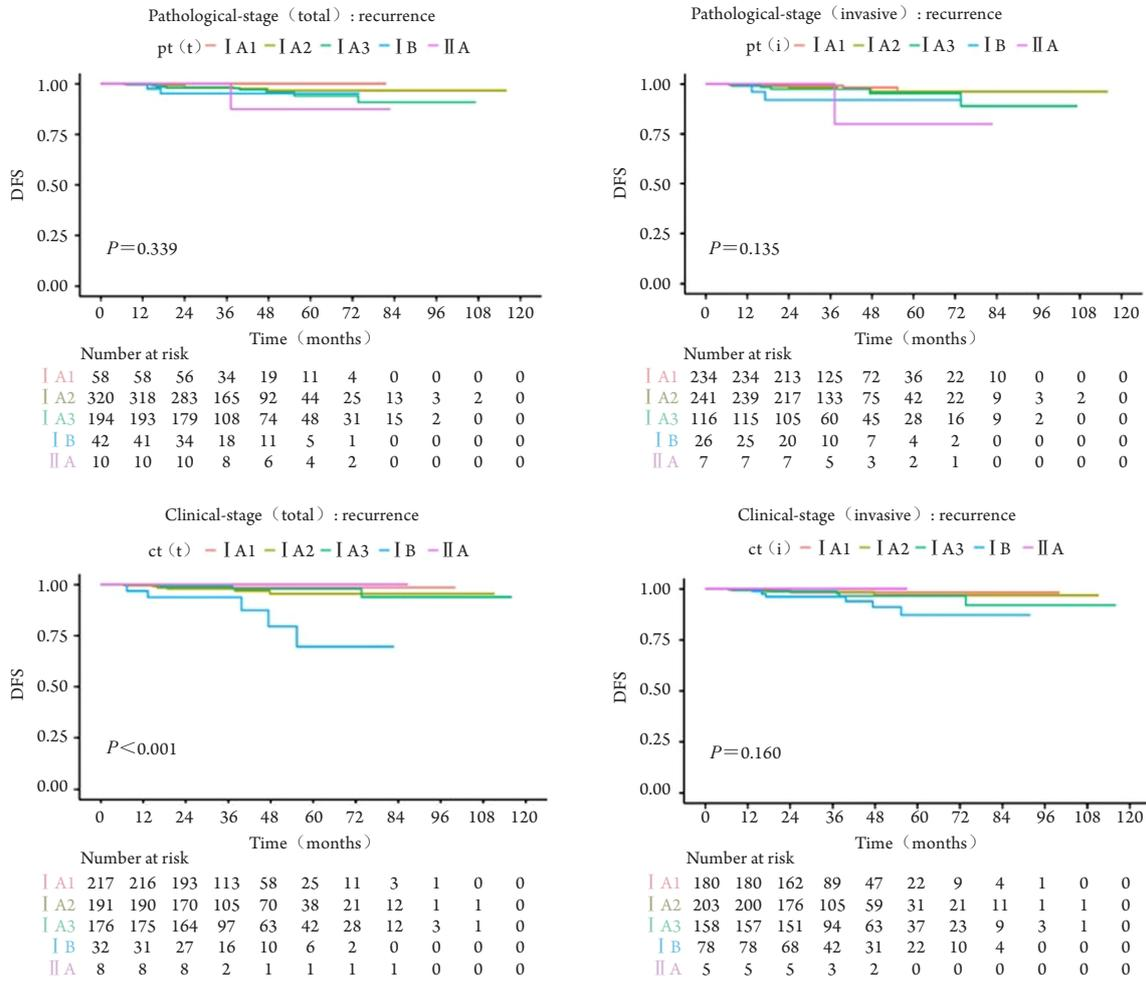 Pathological-stage（total）: recurrence
pt（t） ⅠA1 ⅠA2 ⅠA3 ⅠB ⅡA
1.00
0.75
0.50
0.25
0.00
DFS
P＝0.339
0 12 24 36 48 60 72 84 96 108 120
Time（months）
Number at risk
ⅠA1 58 58 56 34 19 11 4 0 0 0 0
ⅠA2 320 318 283 165 92 44 25 13 3 2 0
ⅠA3 194 193 179 108 74 48 31 15 2 0 0
ⅠB 42 41 34 18 11 5 1 0 0 0 0
ⅡA 10 10 10 8 6 4 2 0 0 0 0
Pathological-stage（invasive）: recurrence
pt（i） ⅠA1 ⅠA2 ⅠA3 ⅠB ⅡA
1.00
0.75
0.50
0.25
0.00
DFS
P＝0.135
0 12 24 36 48 60 72 84 96 108 120
Time（months）
Number at risk
ⅠA1 234 234 213 125 72 36 22 10 0 0 0
ⅠA2 241 239 217 133 75 42 22 9 3 2 0
ⅠA3 116 115 105 60 45 28 16 9 2 0 0
ⅠB 26 25 20 10 7 4 2 0 0 0 0
ⅡA 7 7 7 5 3 2 1 0 0 0 0
Clinical-stage（total）: recurrence
ct（t） ⅠA1 ⅠA2 ⅠA3 ⅠB ⅡA
1.00
0.75
0.50
0.25
0.00
DFS
P＜0.001
0 12 24 36 48 60 72 84 96 108 120
Time（months）
Number at risk
ⅠA1 217 216 193 113 58 25 11 3 1 0 0
ⅠA2 191 190 170 105 70 38 21 12 1 1 0
ⅠA3 176 175 164 97 63 42 28 12 3 1 0
ⅠB 32 31 27 16 10 6 2 0 0 0 0
ⅡA 8 8 8 2 1 1 1 1 0 0 0
Clinical-stage（invasive）: recurrence
ct（i） ⅠA1 ⅠA2 ⅠA3 ⅠB ⅡA
1.00
0.75
0.50
0.25
0.00
DFS
P＝0.160
0 12 24 36 48 60 72 84 96 108 120
Time（months）
Number at risk
ⅠA1 180 180 162 89 47 22 9 4 1 0 0
ⅠA2 203 200 176 105 59 31 21 11 1 1 0
ⅠA3 158 157 151 94 63 37 23 9 3 1 0
ⅠB 78 78 68 42 31 22 10 4 0 0 0
ⅡA 5 5 5 3 2 0 0 0 0 0 0